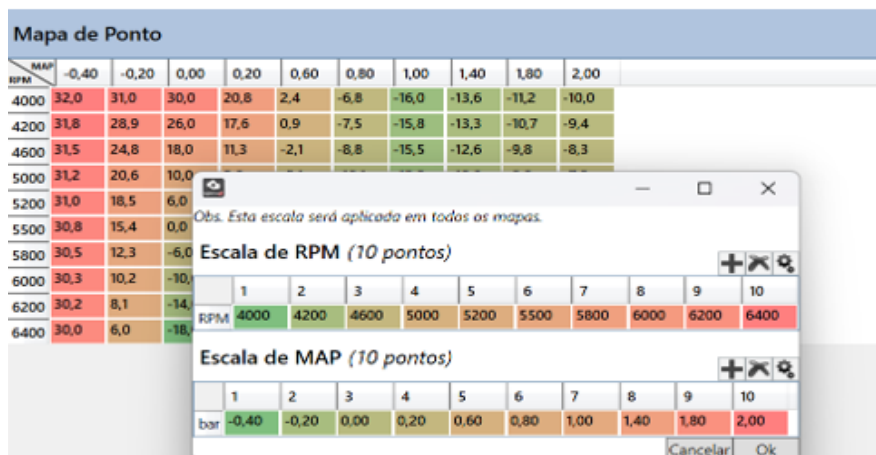 Mapa de Ponto
MAP
RPM -0,40 -0,20 0,00 0,20 0,60 0,80 1,00 1,40 1,80 2,00
4000 32,0 31,0 30,0 20,8 2,4 -6,8 -16,0 -13,6 -11,2 -10,0
4200 31,8 28,9 26,0 17,6 0,9 -7,5 -15,8 -13,3 -10,7 -9,4
4600 31,5 24,8 18,0 11,3 -2,1 -8,8 -15,5 -12,6 -9,8 -8,3
5000 31,2 20,6 10,0
5200 31,0 18,5 6,0
5500 30,8 15,4 0,0
5800 30,5 12,3 -6,0
6000 30,3 10,2 -10,
6200 30,2 8,1 -14,
6400 30,0 6,0 -18,
Obs. Esta escala será aplicada em todos os mapas.
Escala de RPM (10 pontos)
1 2 3 4 5 6 7 8 9 10
RPM 4000 4200 4600 5000 5200 5500 5800 6000 6200 6400
Escala de MAP (10 pontos)
1 2 3 4 5 6 7 8 9 10
bar -0,40 -0,20 0,00 0,20 0,60 0,80 1,00 1,40 1,80 2,00
Cancelar Ok